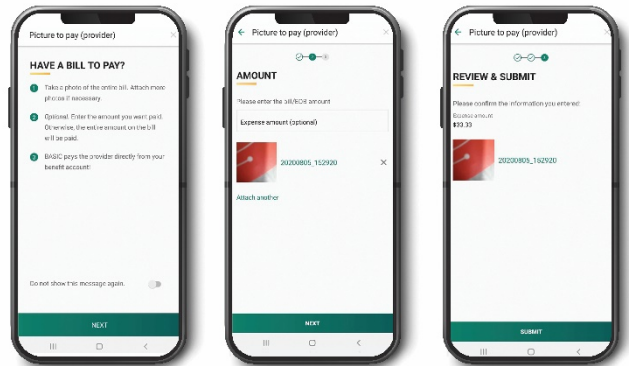 Picture to pay (provider)
HAVE A BILL TO PAY?
1 Take a photo of the entire bill. Attach more
photos if necessary.
2 Optional: Enter the amount you want paid.
Otherwise, the entire amount on the bill
will be paid.
3 BASIC pays the provider directly from your
benefit account!
Do not show this message again.
NEXT
Picture to pay (provider)
AMOUNT
Please enter the bill/EOB amount
Expense amount (optional)
20200805_152920
Attach another
NEXT
Picture to pay (provider)
REVIEW & SUBMIT
Please confirm the information you entered:
Expense amount
20200805_152920
SUBMIT